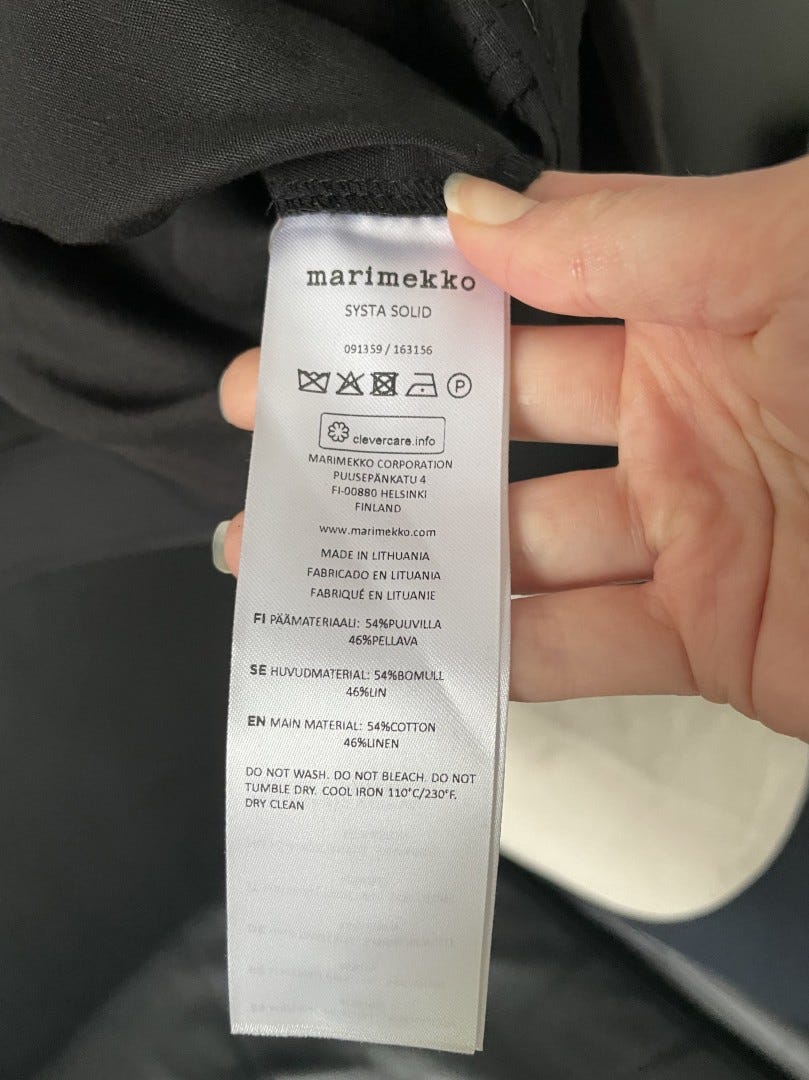 marimekko
SYSTA SOLID
091359 / 163156
P
clevercare.info
MARIMEKKO CORPORATION
PUUSEPÄNKATU 4
FI-00880 HELSINKI
FINLAND
www.marimekko.com
MADE IN LITHUANIA
FABRICADO EN LITUANIA
FABRIQUÉ EN LITUANIE
FI PÄÄMATERIAALI: 54%PUUVILLA
46%PELLAVA
SE HUVUDMATERIAL: 54%BOMULL
46%LIN
EN MAIN MATERIAL: 54%COTTON
46%LINEN
DO NOT WASH. DO NOT BLEACH. DO NOT
TUMBLE DRY. COOL IRON 110°C/230°F.
DRY CLEAN